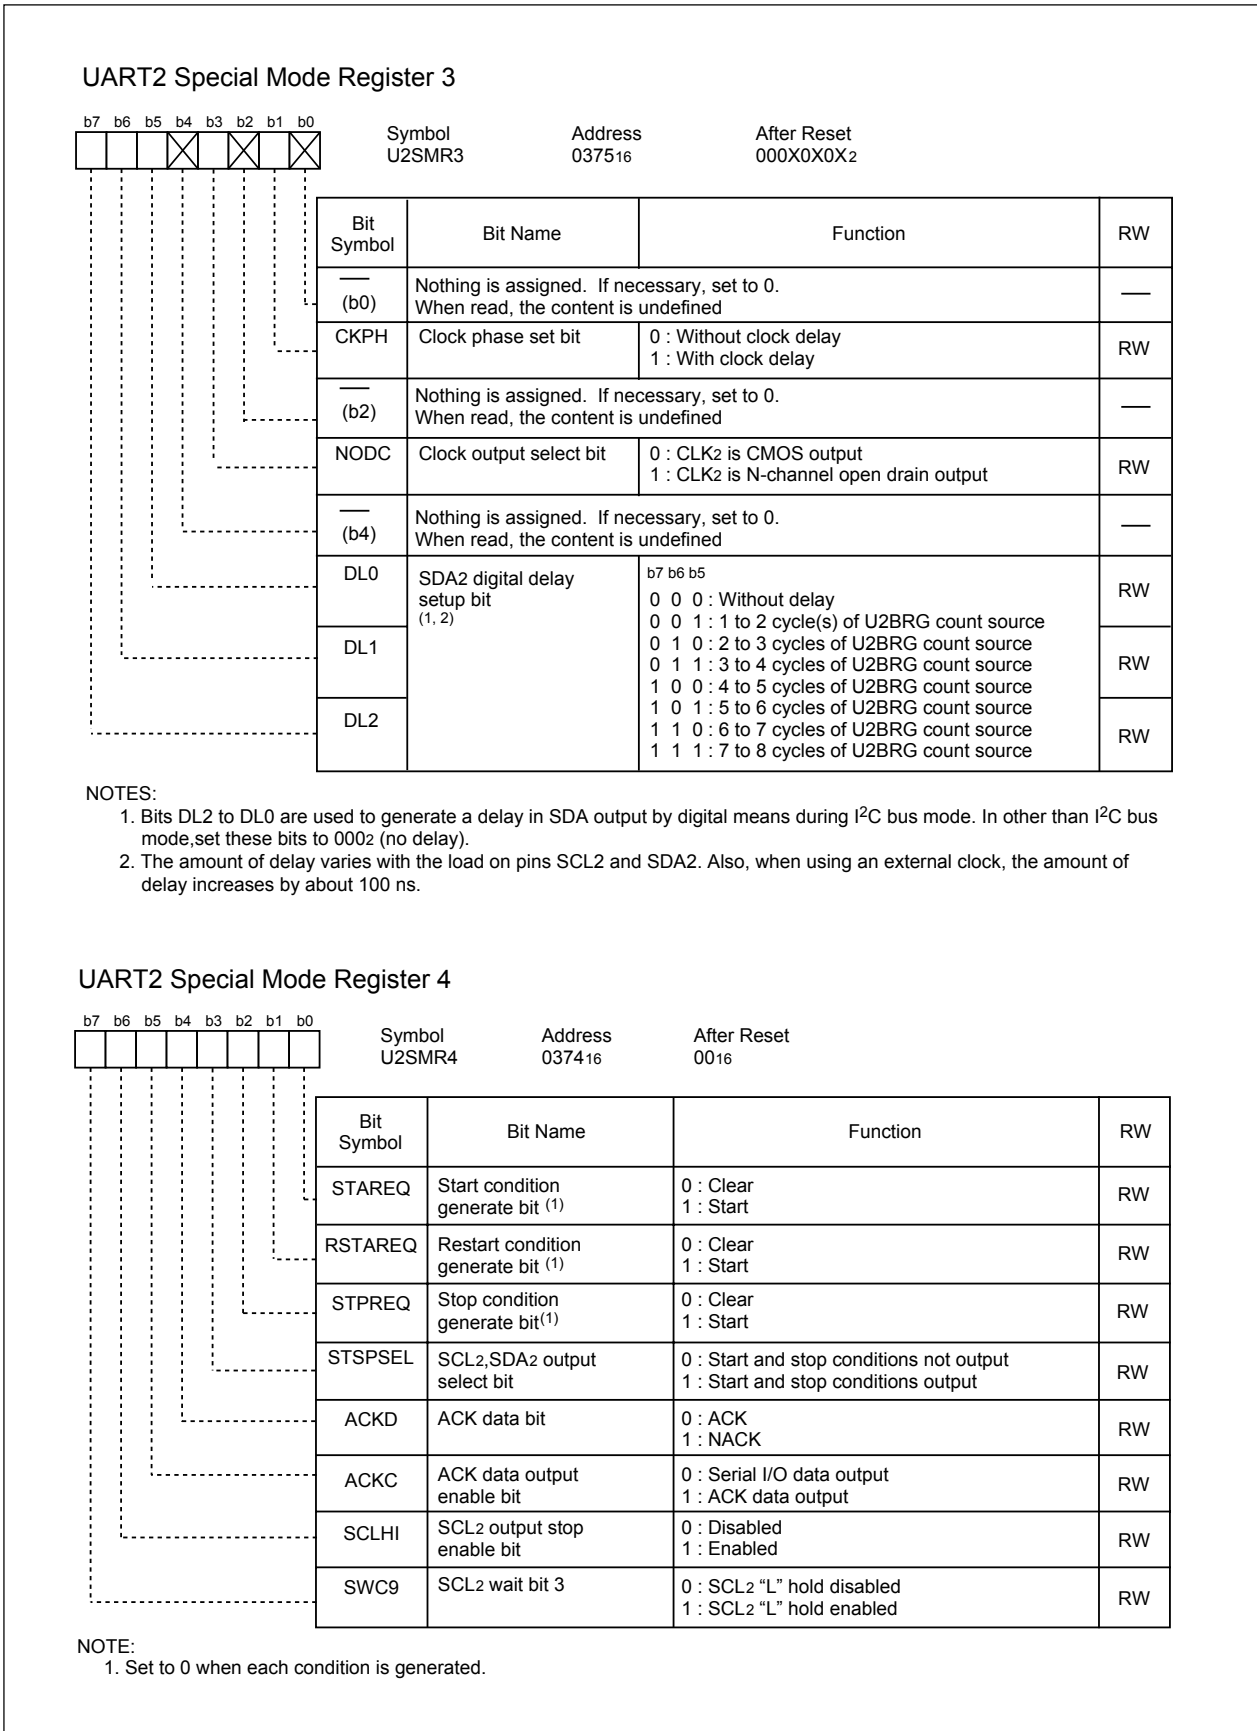 UART2 Special Mode Register 3
b7 b6 b5 b4 b3 b2 b1 b0
Symbol Address After Reset
U2SMR3 037516 000X0X0X2
Bit Symbol Bit Name Function RW
— (b0) Nothing is assigned. If necessary, set to 0. —
When read, the content is undefined
CKPH Clock phase set bit 0 : Without clock delay RW
1 : With clock delay
— (b2) Nothing is assigned. If necessary, set to 0. —
When read, the content is undefined
NODC Clock output select bit 0 : CLK2 is CMOS output RW
1 : CLK2 is N-channel open drain output
— (b4) Nothing is assigned. If necessary, set to 0. —
When read, the content is undefined
DL0 SDA2 digital delay b7 b6 b5 RW
setup bit 0 0 0 : Without delay
(1, 2) 0 0 1 : 1 to 2 cycle(s) of U2BRG count source
DL1 0 1 0 : 2 to 3 cycles of U2BRG count source RW
0 1 1 : 3 to 4 cycles of U2BRG count source
1 0 0 : 4 to 5 cycles of U2BRG count source
DL2 1 0 1 : 5 to 6 cycles of U2BRG count source RW
1 1 0 : 6 to 7 cycles of U2BRG count source
1 1 1 : 7 to 8 cycles of U2BRG count source
NOTES:
1. Bits DL2 to DL0 are used to generate a delay in SDA output by digital means during I2C bus mode. In other than I2C bus
mode,set these bits to 0002 (no delay).
2. The amount of delay varies with the load on pins SCL2 and SDA2. Also, when using an external clock, the amount of
delay increases by about 100 ns.
UART2 Special Mode Register 4
b7 b6 b5 b4 b3 b2 b1 b0
Symbol Address After Reset
U2SMR4 037416 0016
Bit Symbol Bit Name Function RW
STAREQ Start condition 0 : Clear RW
generate bit (1) 1 : Start
RSTAREQ Restart condition 0 : Clear RW
generate bit (1) 1 : Start
STPREQ Stop condition 0 : Clear RW
generate bit(1) 1 : Start
STSPSEL SCL2,SDA2 output 0 : Start and stop conditions not output RW
select bit 1 : Start and stop conditions output
ACKD ACK data bit 0 : ACK RW
1 : NACK
ACKC ACK data output 0 : Serial I/O data output RW
enable bit 1 : ACK data output
SCLHI SCL2 output stop 0 : Disabled RW
enable bit 1 : Enabled
SWC9 SCL2 wait bit 3 0 : SCL2 “L” hold disabled RW
1 : SCL2 “L” hold enabled
NOTE:
1. Set to 0 when each condition is generated.